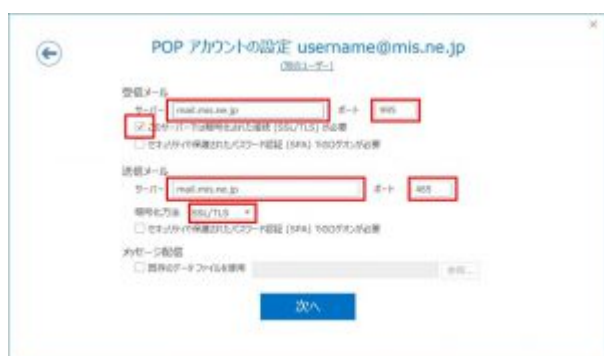 POP アカウントの設定 username@mis.ne.jp
(別のユーザー)
受信メール
サーバー mail.mis.ne.jp ポート 995
このサーバーでは暗号化された接続 (SSL/TLS) が必要
セキュリティで保護されたパスワード認証 (SPA) でのログオンが必要
送信メール
サーバー mail.mis.ne.jp ポート 465
暗号化方法 SSL/TLS
セキュリティで保護されたパスワード認証 (SPA) でのログオンが必要
メッセージ配信
既存のデータ ファイルを使用 参照...
次へ